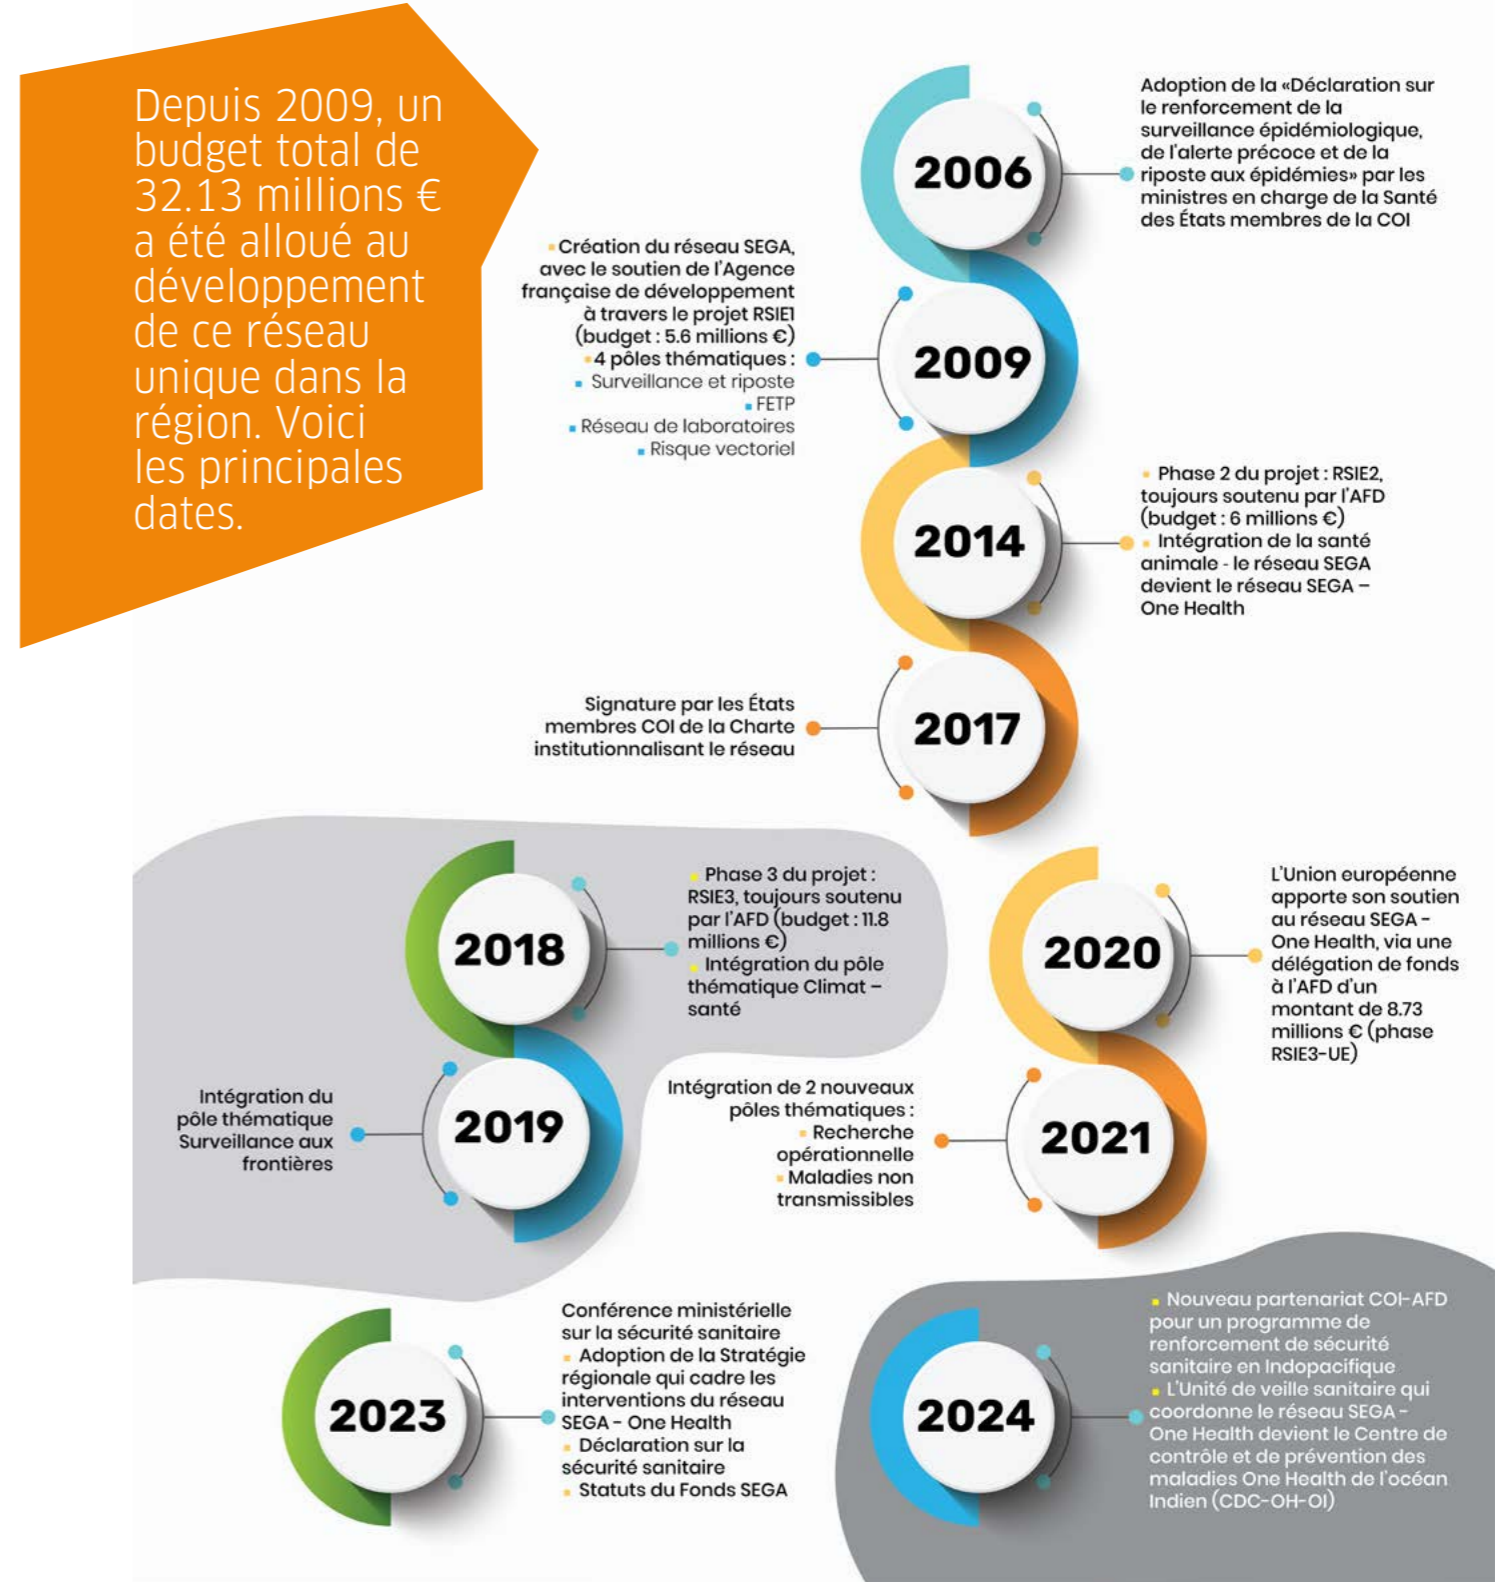 Depuis 2009, un
budget total de
32.13 millions €
a été alloué au
développement
de ce réseau
unique dans la
région. Voici
les principales
dates.
2006
Adoption de la «Déclaration sur
le renforcement de la
surveillance épidémiologique,
de l'alerte précoce et de la
riposte aux épidémies» par les
ministres en charge de la Santé
des États membres de la COI
Création du réseau SEGA,
avec le soutien de l'Agence
française de développement
à travers le projet RSIE1
(budget : 5.6 millions €)
4 pôles thématiques :
Surveillance et riposte
FETP
Réseau de laboratoires
Risque vectoriel
2009
2014
Phase 2 du projet : RSIE2,
toujours soutenu par l'AFD
(budget : 6 millions €)
Intégration de la santé
animale - le réseau SEGA
devient le réseau SEGA –
One Health
Signature par les États
membres COI de la Charte
institutionnalisant le réseau
2017
2018
Phase 3 du projet :
RSIE3, toujours soutenu
par l'AFD (budget : 11.8
millions €)
Intégration du pôle
thématique Climat –
santé
Intégration du
pôle thématique
Surveillance aux
frontières
2019
2020
L'Union européenne
apporte son soutien
au réseau SEGA -
One Health, via une
délégation de fonds
à l'AFD d'un
montant de 8.73
millions € (phase
RSIE3-UE)
Intégration de 2 nouveaux
pôles thématiques :
Recherche
opérationnelle
Maladies non
transmissibles
2021
2023
Conférence ministérielle
sur la sécurité sanitaire
Adoption de la Stratégie
régionale qui cadre les
interventions du réseau
SEGA - One Health
Déclaration sur la
sécurité sanitaire
Statuts du Fonds SEGA
2024
Nouveau partenariat COI-AFD
pour un programme de
renforcement de sécurité
sanitaire en Indopacifique
L'Unité de veille sanitaire qui
coordonne le réseau SEGA -
One Health devient le Centre de
contrôle et de prévention des
maladies One Health de l'océan
Indien (CDC-OH-OI)